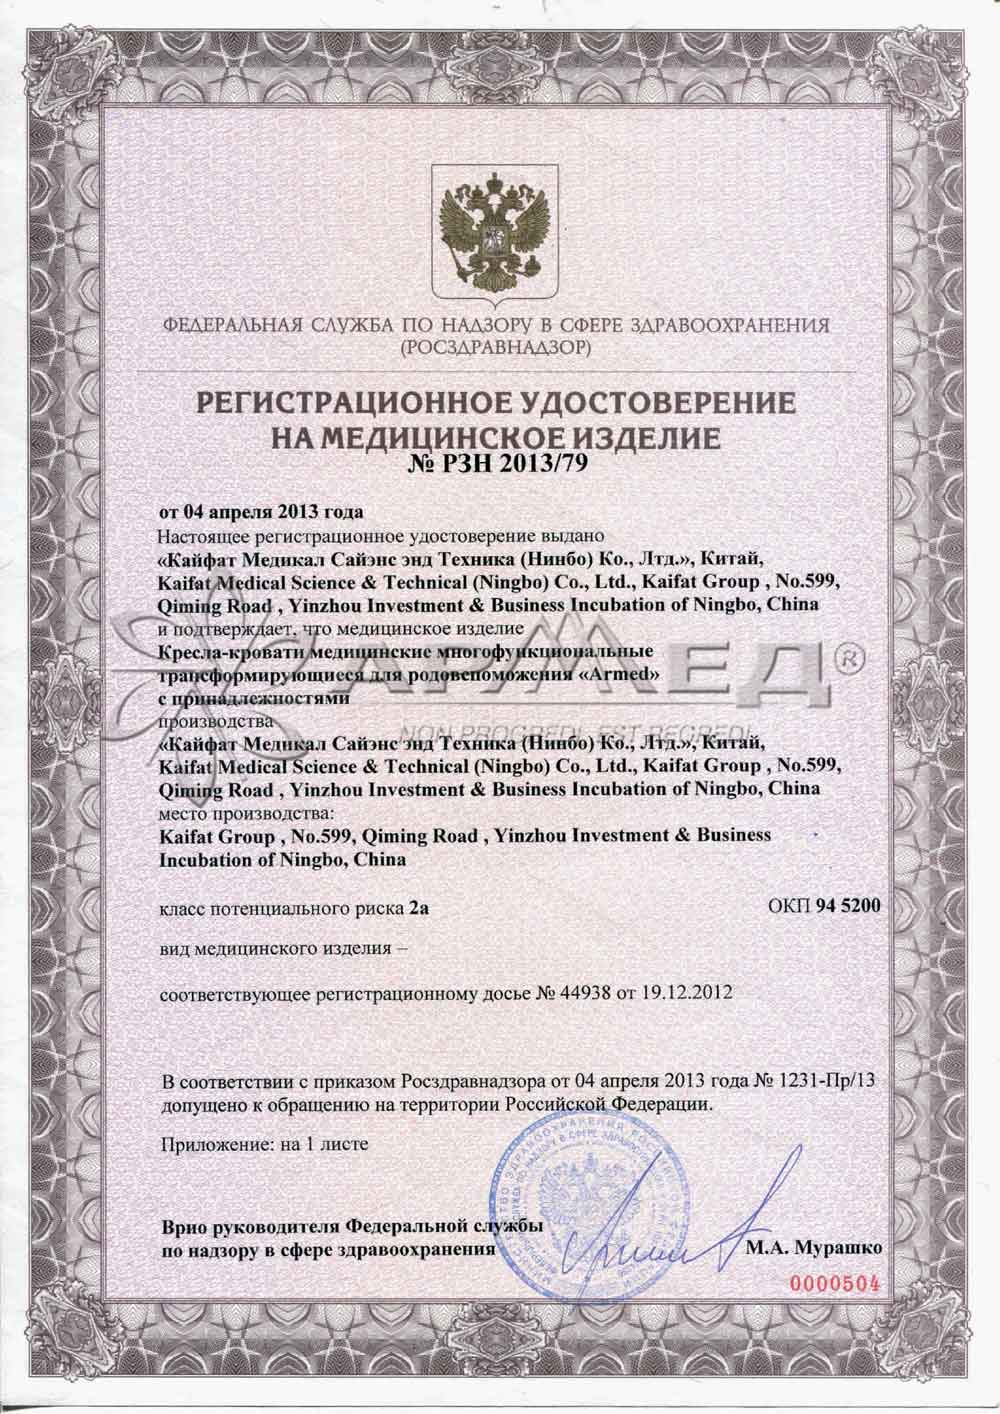 ФЕДЕРАЛЬНАЯ СЛУЖБА ПО НАДЗОРУ В СФЕРЕ ЗДРАВООХРАНЕНИЯ
(РОСЗДРАВНАДЗОР)
РЕГИСТРАЦИОННОЕ УДОСТОВЕРЕНИЕ
НА МЕДИЦИНСКОЕ ИЗДЕЛИЕ
№ РЗН 2013/79
от 04 апреля 2013 года
Настоящее регистрационное удостоверение выдано
«Кайфат Медикал Сайэнс энд Техника (Нинбо) Ко., Лтд.», Китай,
Kaifat Medical Science & Technical (Ningbo) Co., Ltd., Kaifat Group , No.599,
Qiming Road , Yinzhou Investment & Business Incubation of Ningbo, China
и подтверждает, что медицинское изделие
Кресла-кровати медицинские многофункциональные
трансформирующиеся для родовспоможения «Armed»
с принадлежностями
АРМЕД®
NON PROGREDI EST REGREDI
производства
«Кайфат Медикал Сайэнс энд Техника (Нинбо) Ко., Лтд.», Китай,
Kaifat Medical Science & Technical (Ningbo) Co., Ltd., Kaifat Group , No.599,
Qiming Road , Yinzhou Investment & Business Incubation of Ningbo, China
место производства:
Kaifat Group , No.599, Qiming Road , Yinzhou Investment & Business
Incubation of Ningbo, China
класс потенциального риска 2а ОКП 94 5200
вид медицинского изделия –
соответствующее регистрационному досье № 44938 от 19.12.2012
В соответствии с приказом Росздравнадзора от 04 апреля 2013 года № 1231-Пр/13
допущено к обращению на территории Российской Федерации.
Приложение: на 1 листе
Врио руководителя Федеральной службы
по надзору в сфере здравоохранения М.А. Мурашко
0000504